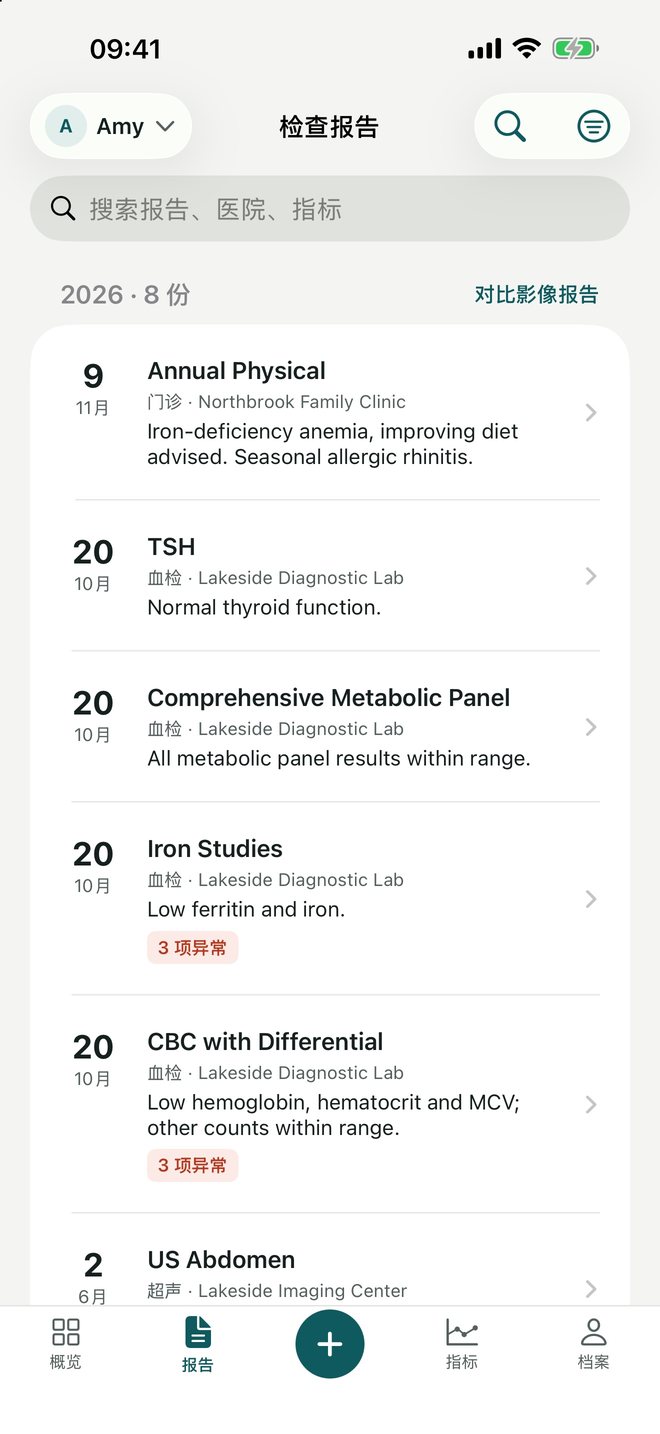 09:41
A Amy
检查报告
搜索报告、医院、指标
2026 · 8 份
对比影像报告
9
11月
Annual Physical
门诊 · Northbrook Family Clinic
Iron-deficiency anemia, improving diet
advised. Seasonal allergic rhinitis.
20
10月
TSH
血检 · Lakeside Diagnostic Lab
Normal thyroid function.
20
10月
Comprehensive Metabolic Panel
血检 · Lakeside Diagnostic Lab
All metabolic panel results within range.
20
10月
Iron Studies
血检 · Lakeside Diagnostic Lab
Low ferritin and iron.
3 项异常
20
10月
CBC with Differential
血检 · Lakeside Diagnostic Lab
Low hemoglobin, hematocrit and MCV;
other counts within range.
3 项异常
2
6月
US Abdomen
超声 · Lakeside Imaging Center
概览
报告
指标
档案